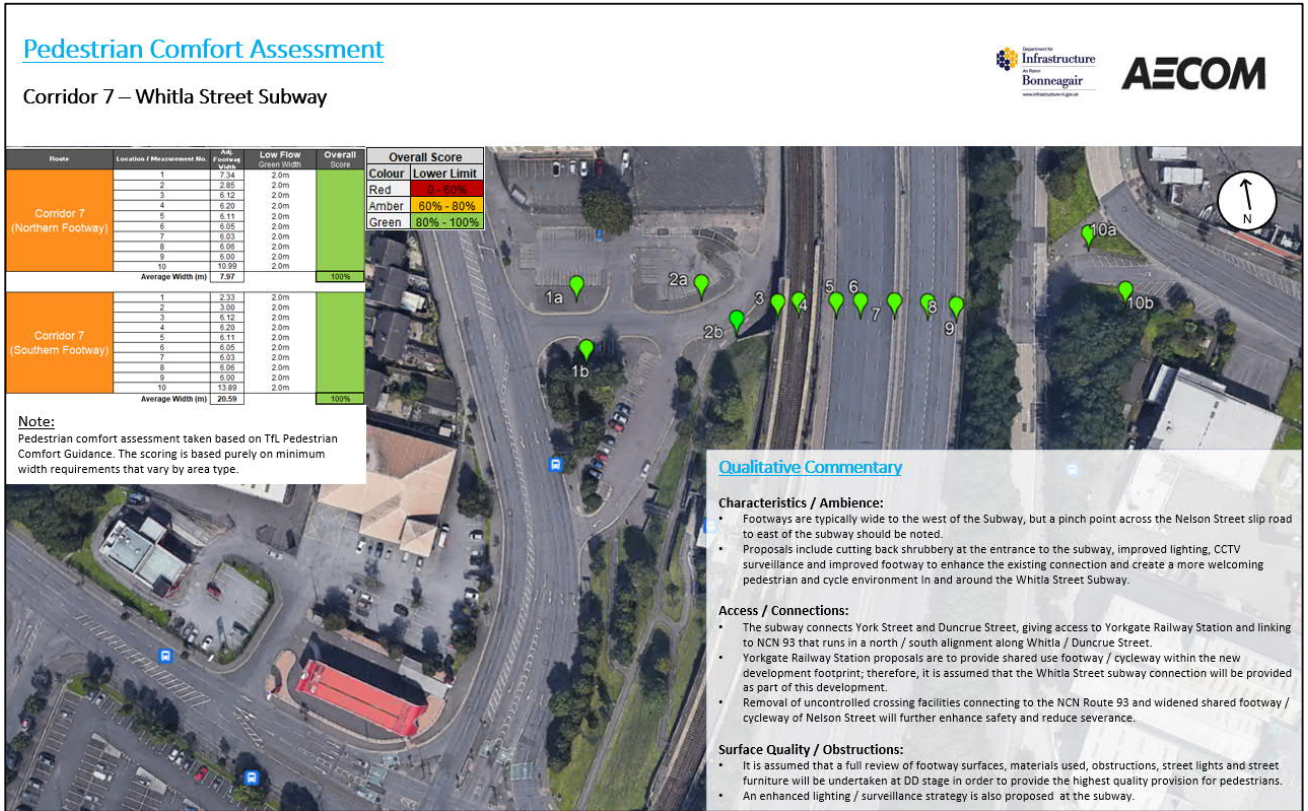 Pedestrian Comfort Assessment
Corridor 7 – Whitla Street Subway
Department for
Infrastructure
An Roinn
Bonneagair
www.infrastructure-ni.gov.uk
AECOM
Route Location / Measurement No. Adj. Footway Width Low Flow Green Width Overall Score
Corridor 7 (Northern Footway)
1 7.34 2.0m
2 2.85 2.0m
3 6.12 2.0m
4 6.20 2.0m
5 6.11 2.0m
6 6.05 2.0m
7 6.03 2.0m
8 6.06 2.0m
9 6.00 2.0m
10 10.99 2.0m
Average Width (m) 7.97 100%
Corridor 7 (Southern Footway)
1 2.33 2.0m
2 3.00 2.0m
3 6.12 2.0m
4 6.20 2.0m
5 6.11 2.0m
6 6.05 2.0m
7 6.03 2.0m
8 6.06 2.0m
9 6.00 2.0m
10 13.89 2.0m
Average Width (m) 20.59 100%
Overall Score
Colour Lower Limit
Red 0 - 60%
Amber 60% - 80%
Green 80% - 100%
Note:
Pedestrian comfort assessment taken based on TfL Pedestrian
Comfort Guidance. The scoring is based purely on minimum
width requirements that vary by area type.
N
1a
2a
1b
2b
3
4
5
6
7
8
9
10a
10b
Qualitative Commentary
Characteristics / Ambience:
• Footways are typically wide to the west of the Subway, but a pinch point across the Nelson Street slip road
to east of the subway should be noted.
• Proposals include cutting back shrubbery at the entrance to the subway, improved lighting, CCTV
surveillance and improved footway to enhance the existing connection and create a more welcoming
pedestrian and cycle environment In and around the Whitla Street Subway.
Access / Connections:
• The subway connects York Street and Duncrue Street, giving access to Yorkgate Railway Station and linking
to NCN 93 that runs in a north / south alignment along Whitla / Duncrue Street.
• Yorkgate Railway Station proposals are to provide shared use footway / cycleway within the new
development footprint; therefore, it is assumed that the Whitla Street subway connection will be provided
as part of this development.
• Removal of uncontrolled crossing facilities connecting to the NCN Route 93 and widened shared footway /
cycleway of Nelson Street will further enhance safety and reduce severance.
Surface Quality / Obstructions:
• It is assumed that a full review of footway surfaces, materials used, obstructions, street lights and street
furniture will be undertaken at DD stage in order to provide the highest quality provision for pedestrians.
• An enhanced lighting / surveillance strategy is also proposed at the subway.